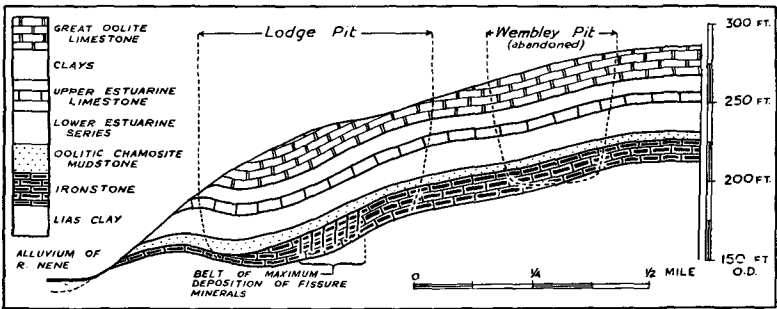 GREAT OOLITE
LIMESTONE
CLAYS
UPPER ESTUARINE
LIMESTONE
LOWER ESTUARINE
SERIES
OOLITIC CHAMOSITE
MUDSTONE
IRONSTONE
LIAS CLAY
ALLUVIUM OF
R. NENE
Lodge Pit
Wembley Pit
(abandoned)
BELT OF MAXIMUM
DEPOSITION OF FISSURE
MINERALS
300 FT.
250 FT.
200 FT.
150 FT
O.D.
0 1/4 1/2 MILE